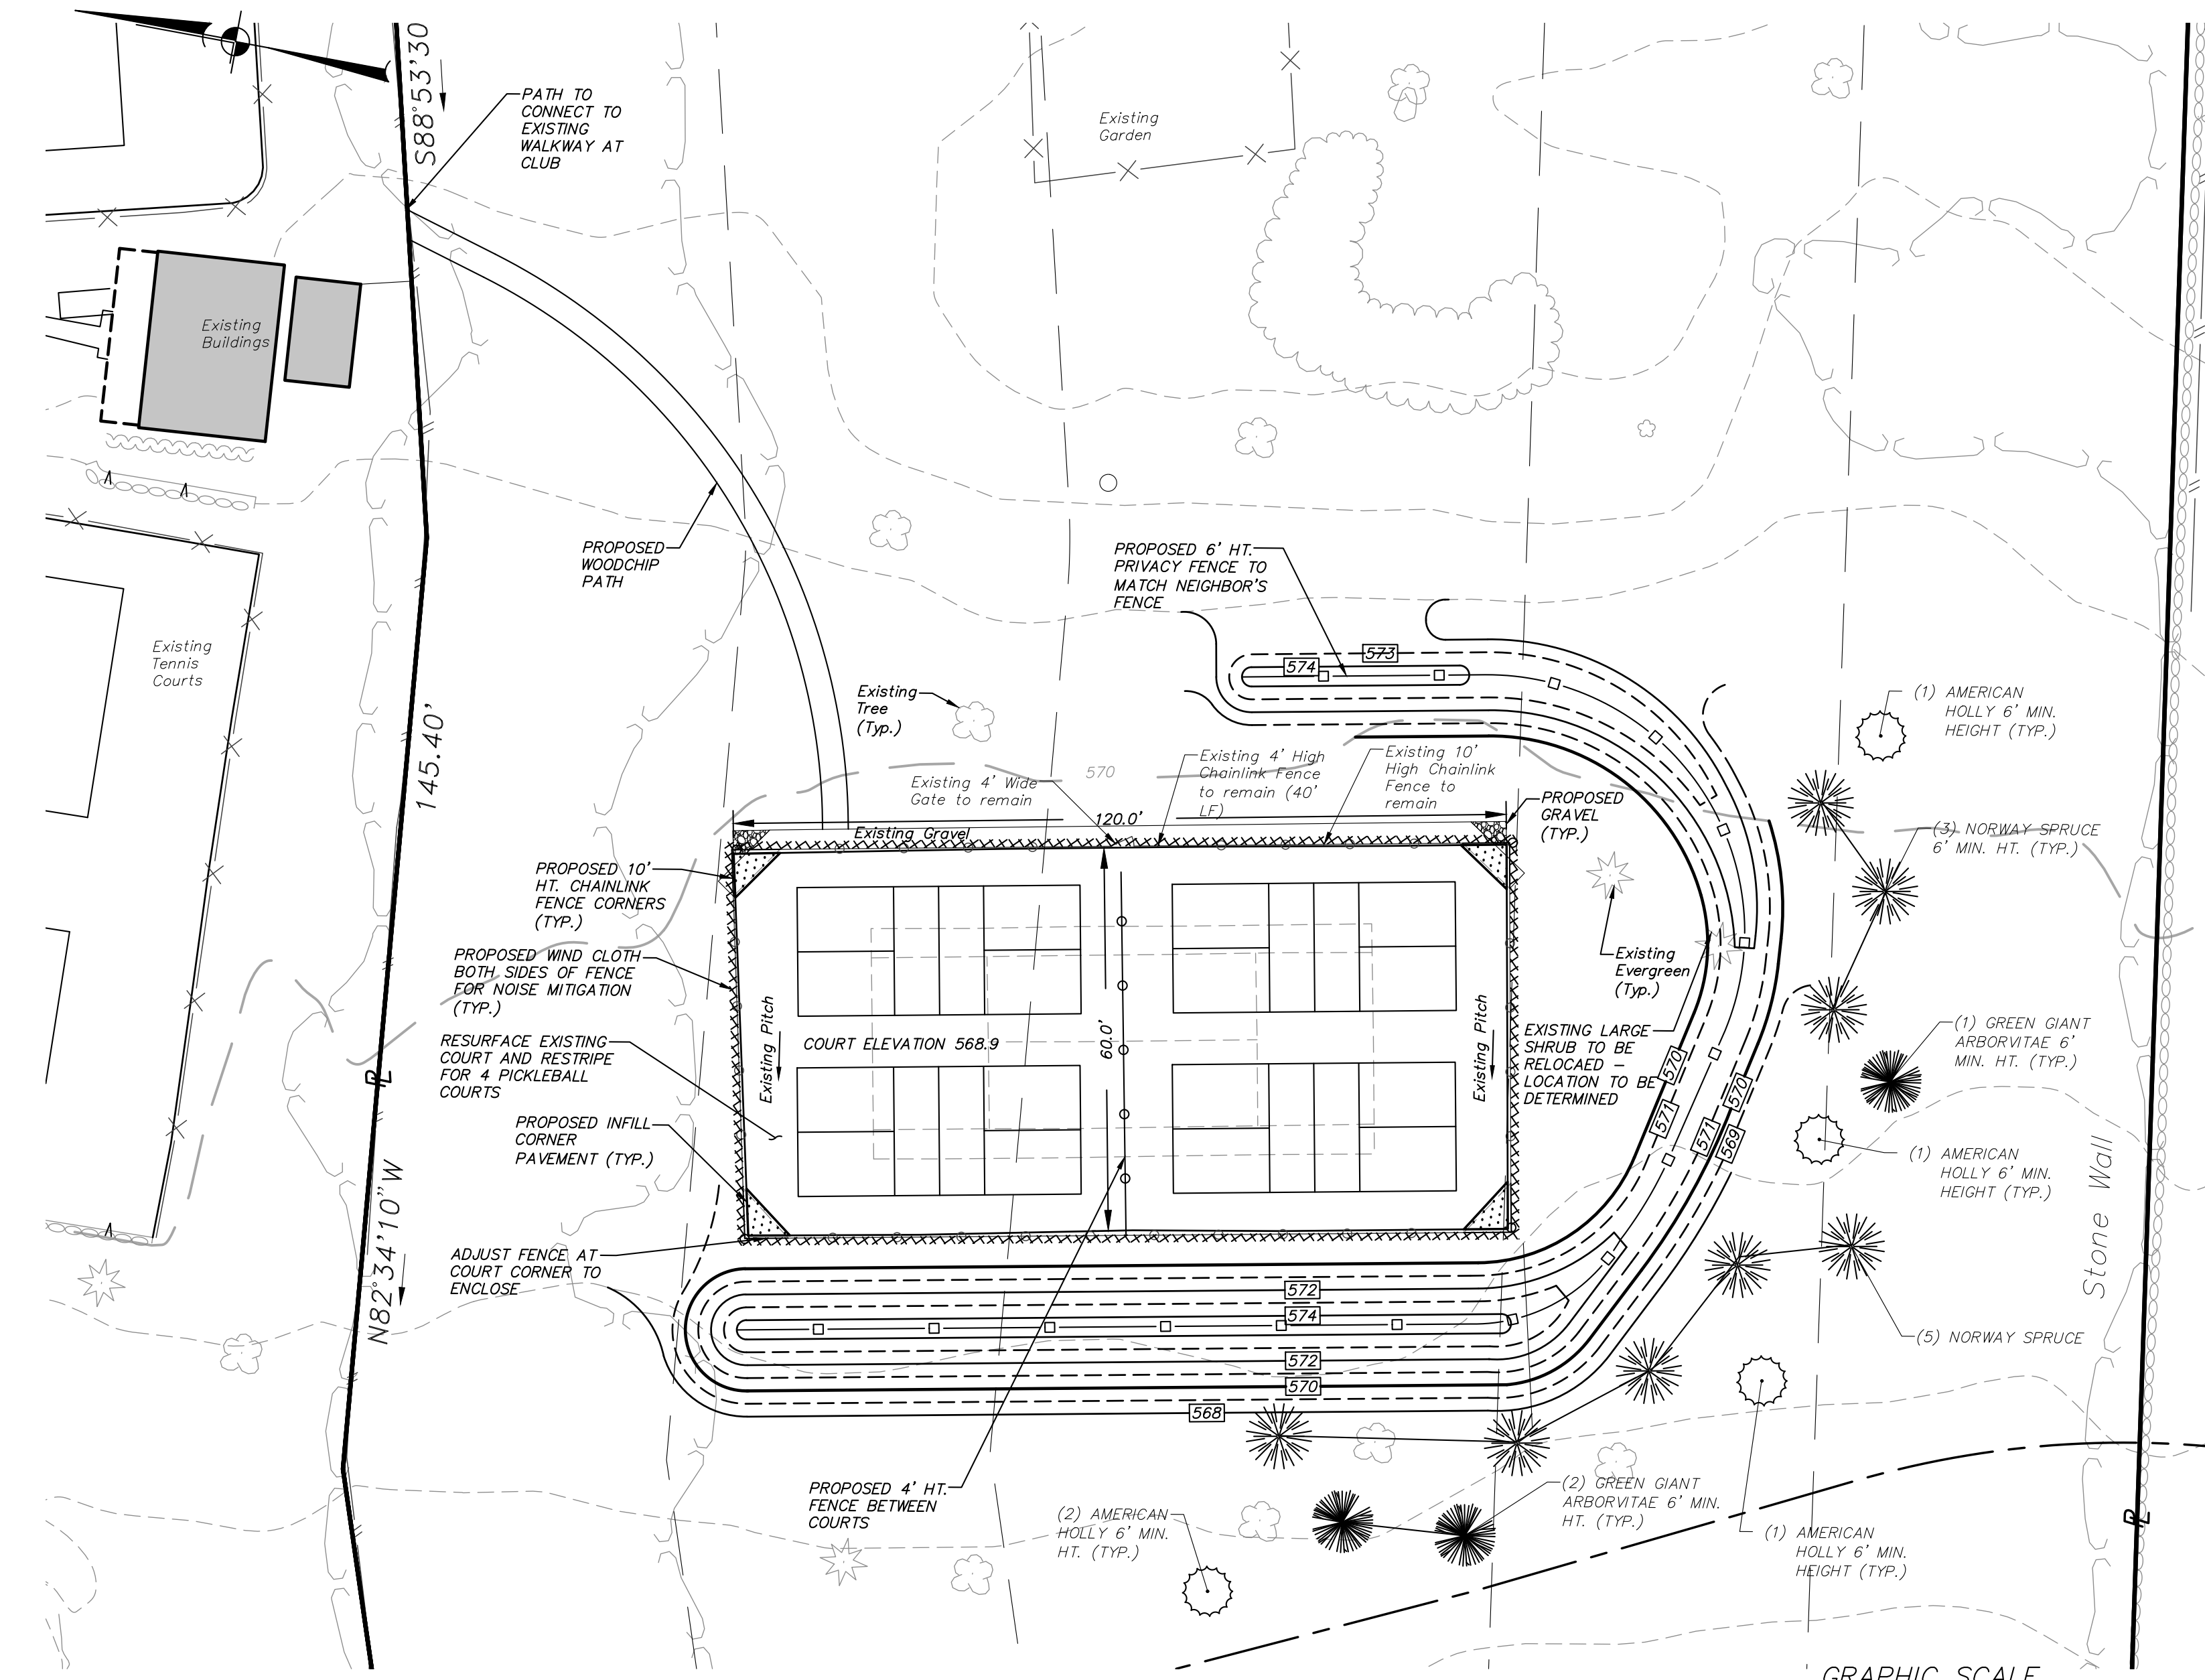 S88°53'30
PATH TO
CONNECT TO
EXISTING
WALKWAY AT
CLUB
Existing
Garden
Existing
Buildings
PROPOSED
WOODCHIP
PATH
PROPOSED 6' HT.
PRIVACY FENCE TO
MATCH NEIGHBOR'S
FENCE
Existing
Tennis
Courts
145.40'
Existing
Tree
(Typ.)
574
573
(1) AMERICAN
HOLLY 6' MIN.
HEIGHT (TYP.)
570
Existing 4' Wide
Gate to remain
Existing 4' High
Chainlink Fence
to remain (40'
LF)
Existing 10'
High Chainlink
Fence to
remain
PROPOSED
GRAVEL
(TYP.)
120.0'
Existing Gravel
(3) NORWAY SPRUCE
6' MIN. HT. (TYP.)
PROPOSED 10'
HT. CHAINLINK
FENCE CORNERS
(TYP.)
PROPOSED WIND CLOTH
BOTH SIDES OF FENCE
FOR NOISE MITIGATION
(TYP.)
Existing
Evergreen
(Typ.)
RESURFACE EXISTING
COURT AND RESTRIPE
FOR 4 PICKLEBALL
COURTS
Existing Pitch
COURT ELEVATION 568.9
60.0'
Existing Pitch
EXISTING LARGE
SHRUB TO BE
RELOCAED –
LOCATION TO BE
DETERMINED
570
571
571
570
569
(1) GREEN GIANT
ARBORVITAE 6'
MIN. HT. (TYP.)
PL
PROPOSED INFILL
CORNER
PAVEMENT (TYP.)
(1) AMERICAN
HOLLY 6' MIN.
HEIGHT (TYP.)
Stone Wall
N82°34'10"W
ADJUST FENCE AT
COURT CORNER TO
ENCLOSE
572
574
572
570
568
(5) NORWAY SPRUCE
PROPOSED 4' HT.
FENCE BETWEEN
COURTS
(2) AMERICAN
HOLLY 6' MIN.
HT. (TYP.)
(2) GREEN GIANT
ARBORVITAE 6' MIN.
HT. (TYP.)
(1) AMERICAN
HOLLY 6' MIN.
HEIGHT (TYP.)
PL
GRAPHIC SCALE